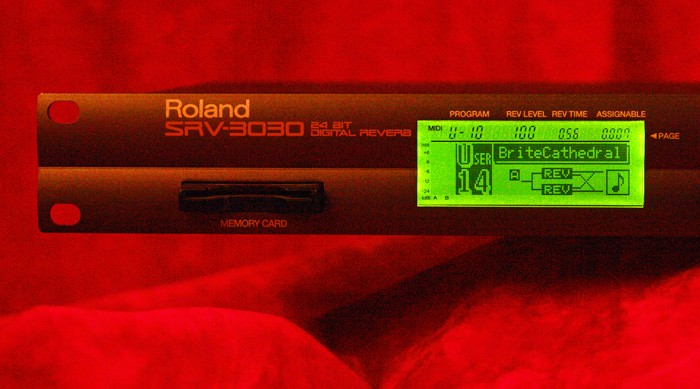 Roland
SRV-3030 24 BIT DIGITAL REVERB
PROGRAM REV LEVEL REV TIME ASSIGNABLE
MIDI U-10 100 056
◀PAGE
USER 14
BriteCathedral
A REV
REV
MEMORY CARD